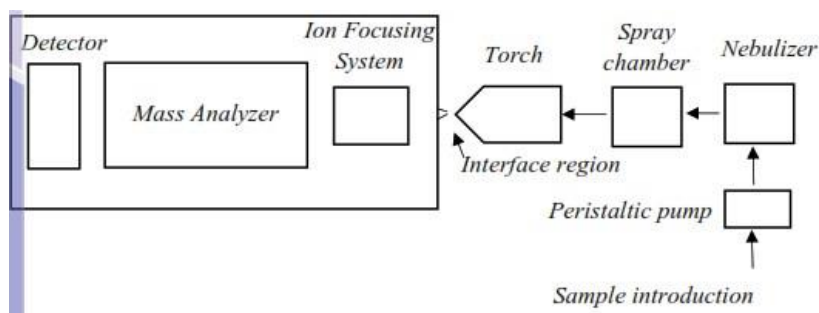 Detector
Ion Focusing
System
Mass Analyzer
Torch
Spray
chamber
Nebulizer
Interface region
Peristaltic pump
Sample introduction